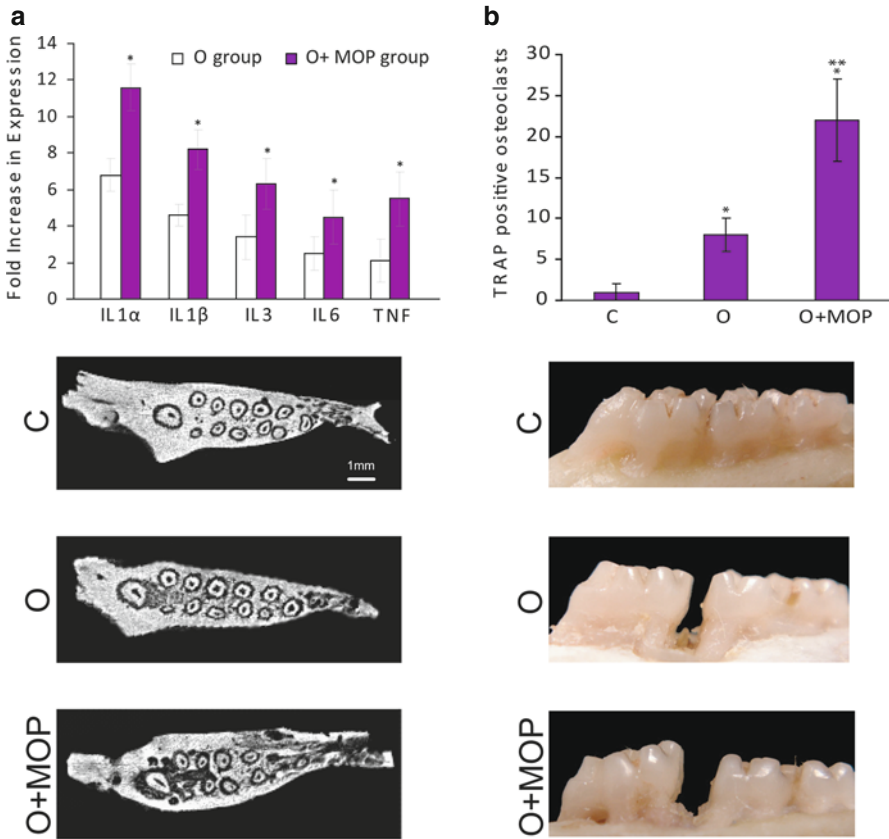 a
14
12
10
8
6
4
2
0
Fold Increase in Expression
O group
O+ MOP group
*
*
*
*
*
IL1α
IL1β
IL3
IL6
TNF
b
30
25
20
15
10
5
0
TRAP positive osteoclasts
*
**
*
C
O
O+MOP
C
1mm
O
O+MOP
C
O
O+MOP